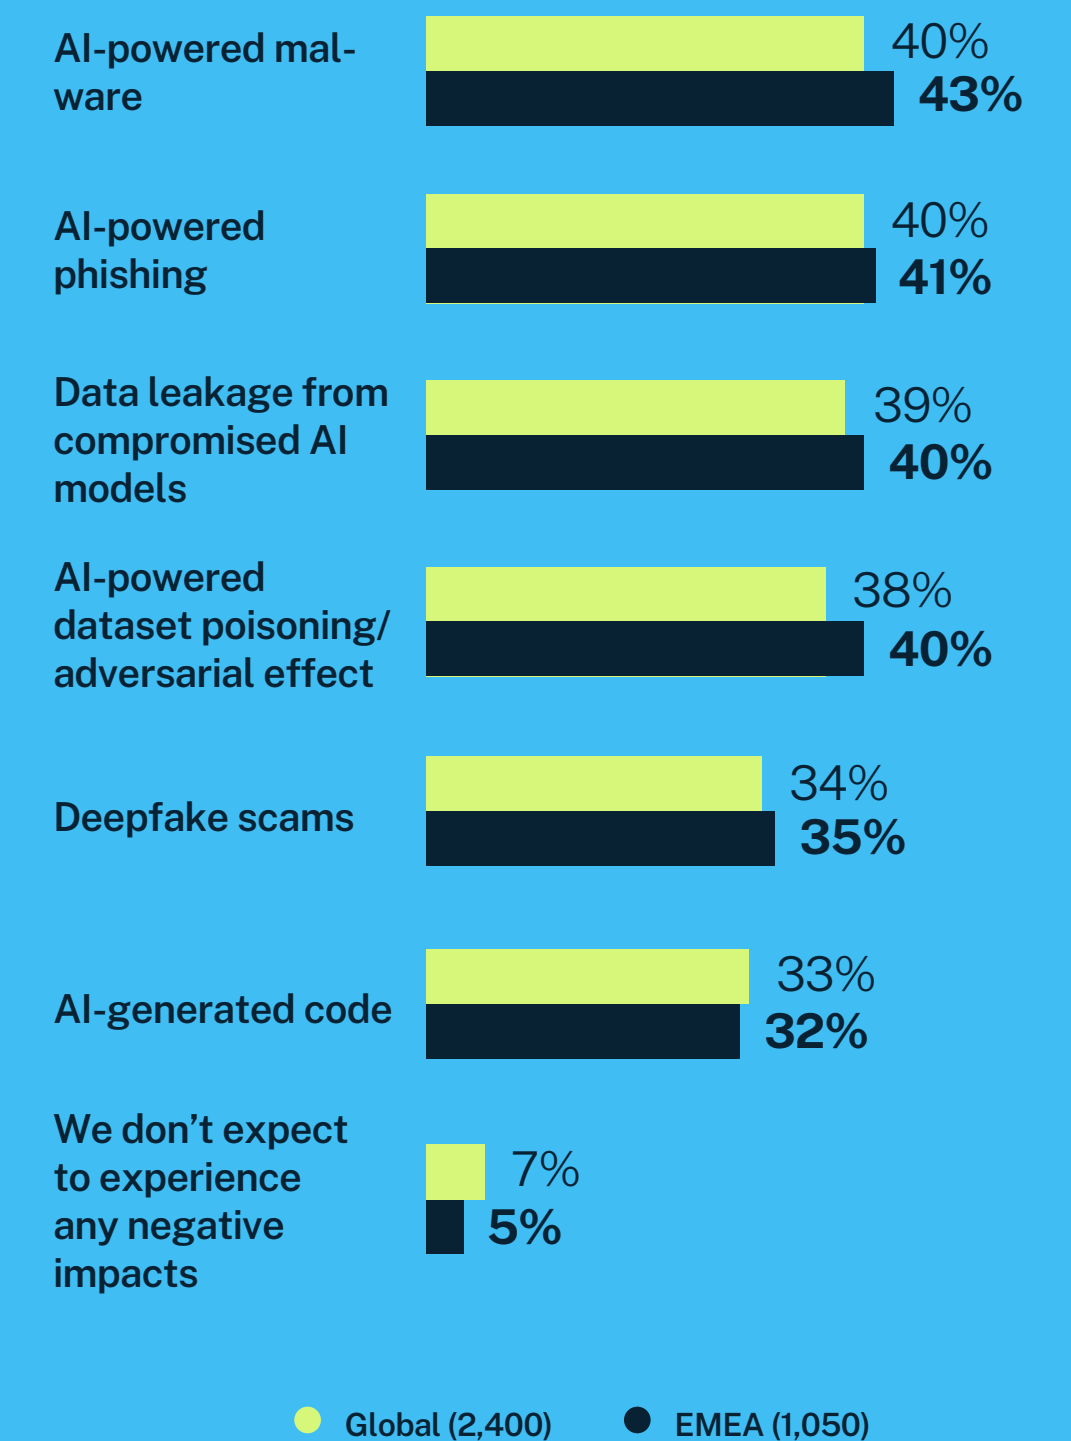 AI-powered mal-
ware
40%
43%
AI-powered
phishing
40%
41%
Data leakage from
compromised AI
models
39%
40%
AI-powered
dataset poisoning/
adversarial effect
38%
40%
Deepfake scams
34%
35%
AI-generated code
33%
32%
We don’t expect
to experience
any negative
impacts
7%
5%
Global (2,400)
EMEA (1,050)